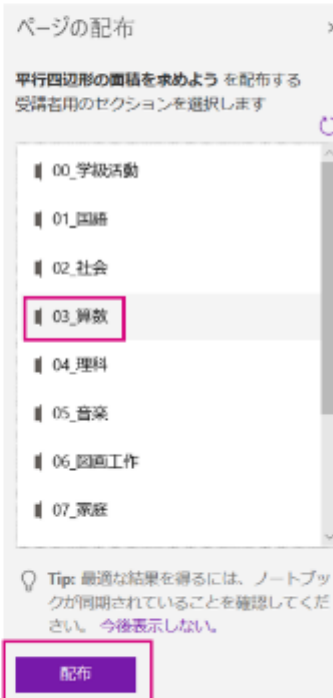 ページの配布
平行四辺形の面積を求めよう を配布する
受講者用のセクションを選択します
00_学級活動
01_国語
02_社会
03_算数
04_理科
05_音楽
06_図画工作
07_家庭
Tip: 最適な結果を得るには、ノートブッ
クが同期されていることを確認してくだ
さい。 今後表示しない。
配布